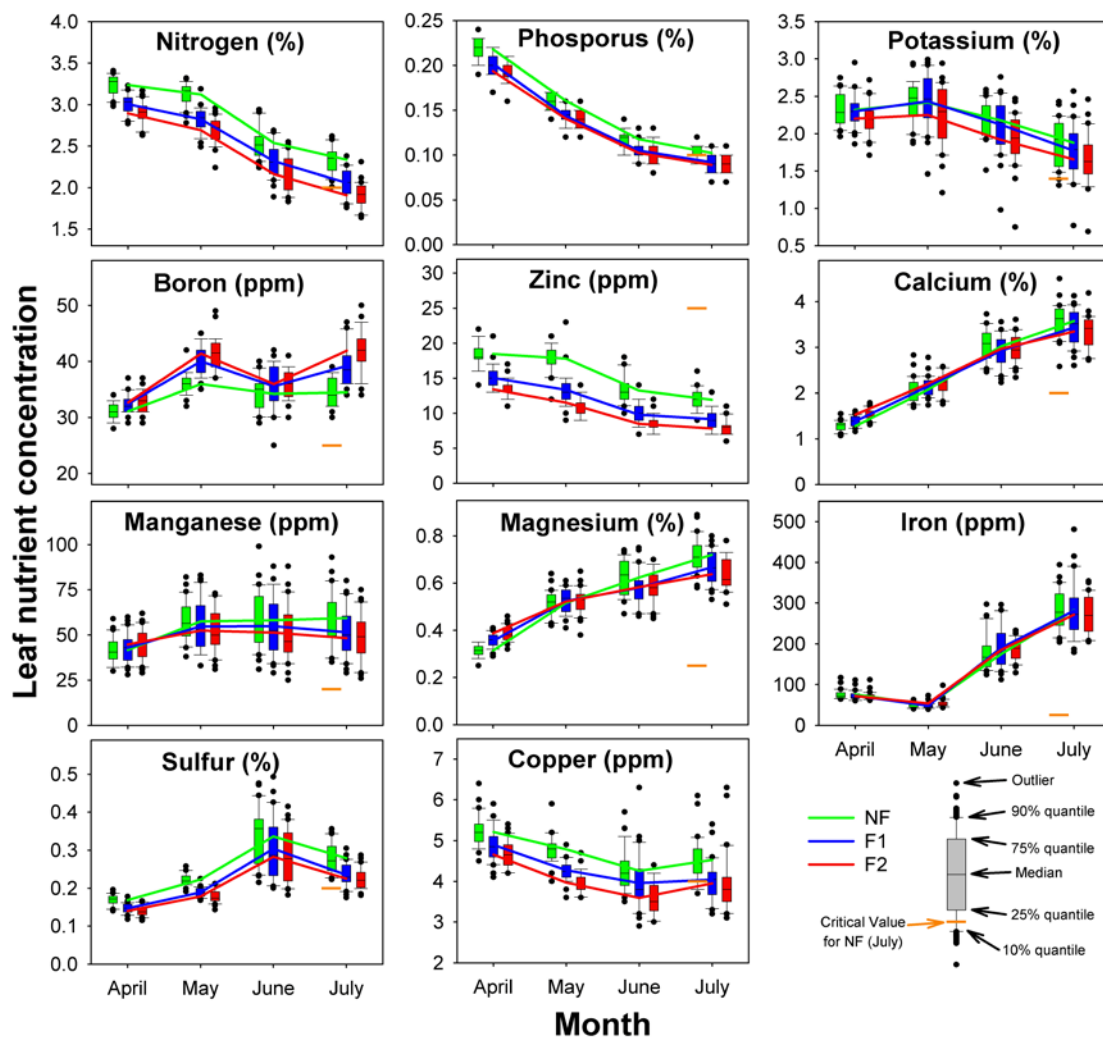 Leaf nutrient concentration
Nitrogen (%)
4.0
3.5
3.0
2.5
2.0
1.5
Phosporus (%)
0.25
0.20
0.15
0.10
0.05
0.00
Potassium (%)
3.5
3.0
2.5
2.0
1.5
1.0
0.5
Boron (ppm)
50
40
30
20
Zinc (ppm)
30
25
20
15
10
5
0
Calcium (%)
4
3
2
1
0
Manganese (ppm)
100
75
50
25
0
Magnesium (%)
0.8
0.6
0.4
0.2
0.0
Iron (ppm)
500
400
300
200
100
0
April May June July
Sulfur (%)
0.5
0.4
0.3
0.2
0.1
0.0
April May June July
Copper (ppm)
7
6
5
4
3
2
April May June July
Month
NF
F1
F2
Outlier
90% quantile
75% quantile
Median
25% quantile
10% quantile
Critical Value
for NF (July)